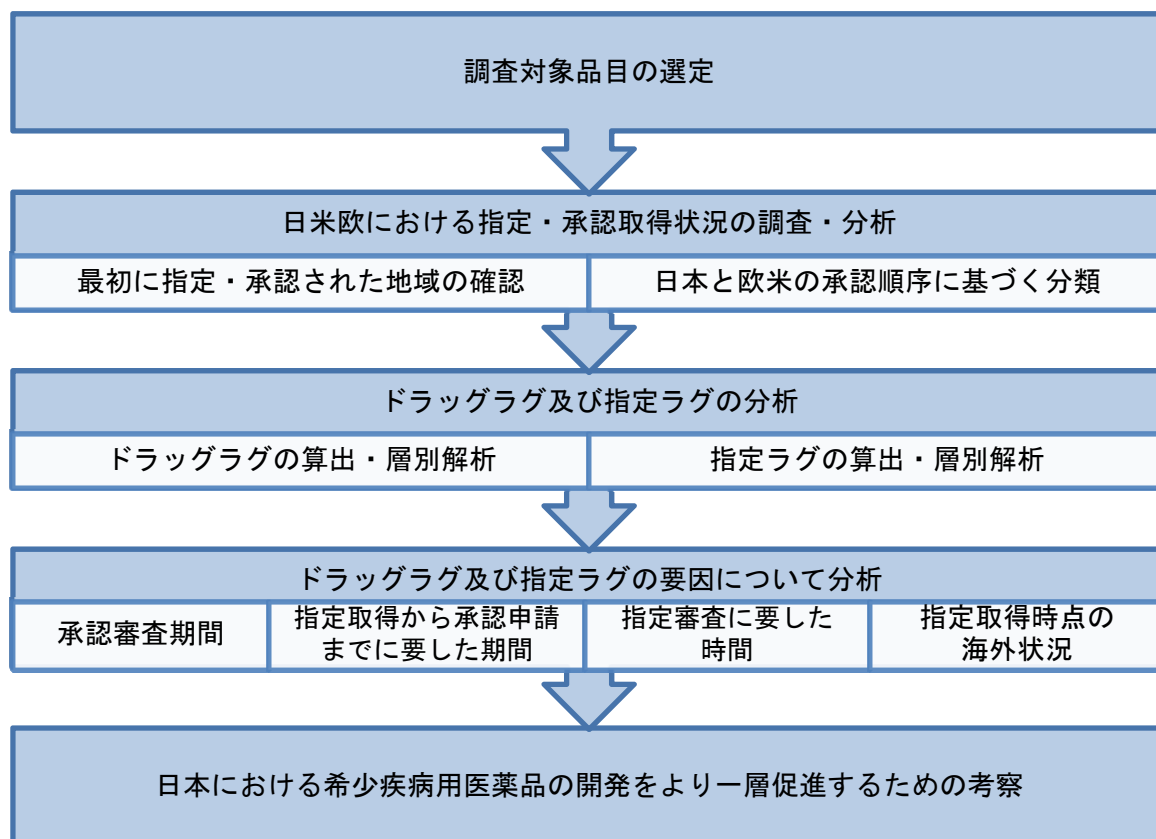 調査対象品目の選定
日米欧における指定・承認取得状況の調査・分析
最初に指定・承認された地域の確認
日本と欧米の承認順序に基づく分類
ドラッグラグ及び指定ラグの分析
ドラッグラグの算出・層別解析
指定ラグの算出・層別解析
ドラッグラグ及び指定ラグの要因について分析
承認審査期間
指定取得から承認申請
までに要した期間
指定審査に要した
時間
指定取得時点の
海外状況
日本における希少疾病用医薬品の開発をより一層促進するための考察